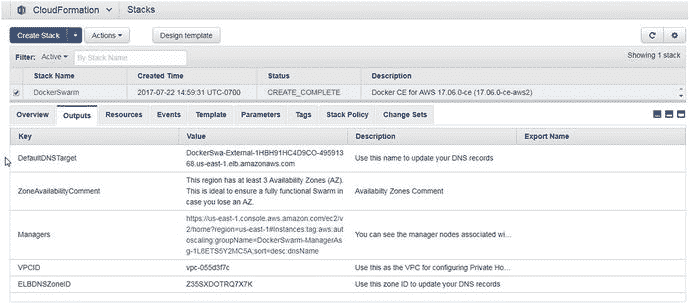 CloudFormation
Stacks
Create Stack
Actions
Design template
Filter: Active
By Stack Name
Showing 1 stack
Stack Name Created Time Status Description
DockerSwarm 2017-07-22 14:59:31 UTC-0700 CREATE_COMPLETE Docker CE for AWS 17.06.0-ce (17.06.0-ce-aws2)
Overview Outputs Resources Events Template Parameters Tags Stack Policy Change Sets
Key Value Description Export Name
DefaultDNSTarget
DockerSwa-External-1HBH91HC4D9CO-495913
68.us-east-1.elb.amazonaws.com
Use this name to update your DNS records
ZoneAvailabilityComment
This region has at least 3 Availability Zones (AZ).
This is ideal to ensure a fully functional Swarm in
case you lose an AZ.
Availabilty Zones Comment
Managers
https://us-east-1.console.aws.amazon.com/ec2/v
2/home?region=us-east-1#Instances:tag:aws:aut
oscaling:groupName=DockerSwarm-ManagerAs
g-1L6ETS5Y2MC5A;sort=desc:dnsName
You can see the manager nodes associated wi...
VPCID vpc-055d3f7c Use this as the VPC for configuring Private Ho...
ELBDNSZoneID Z35SXDOTRQ7X7K Use this zone ID to update your DNS records